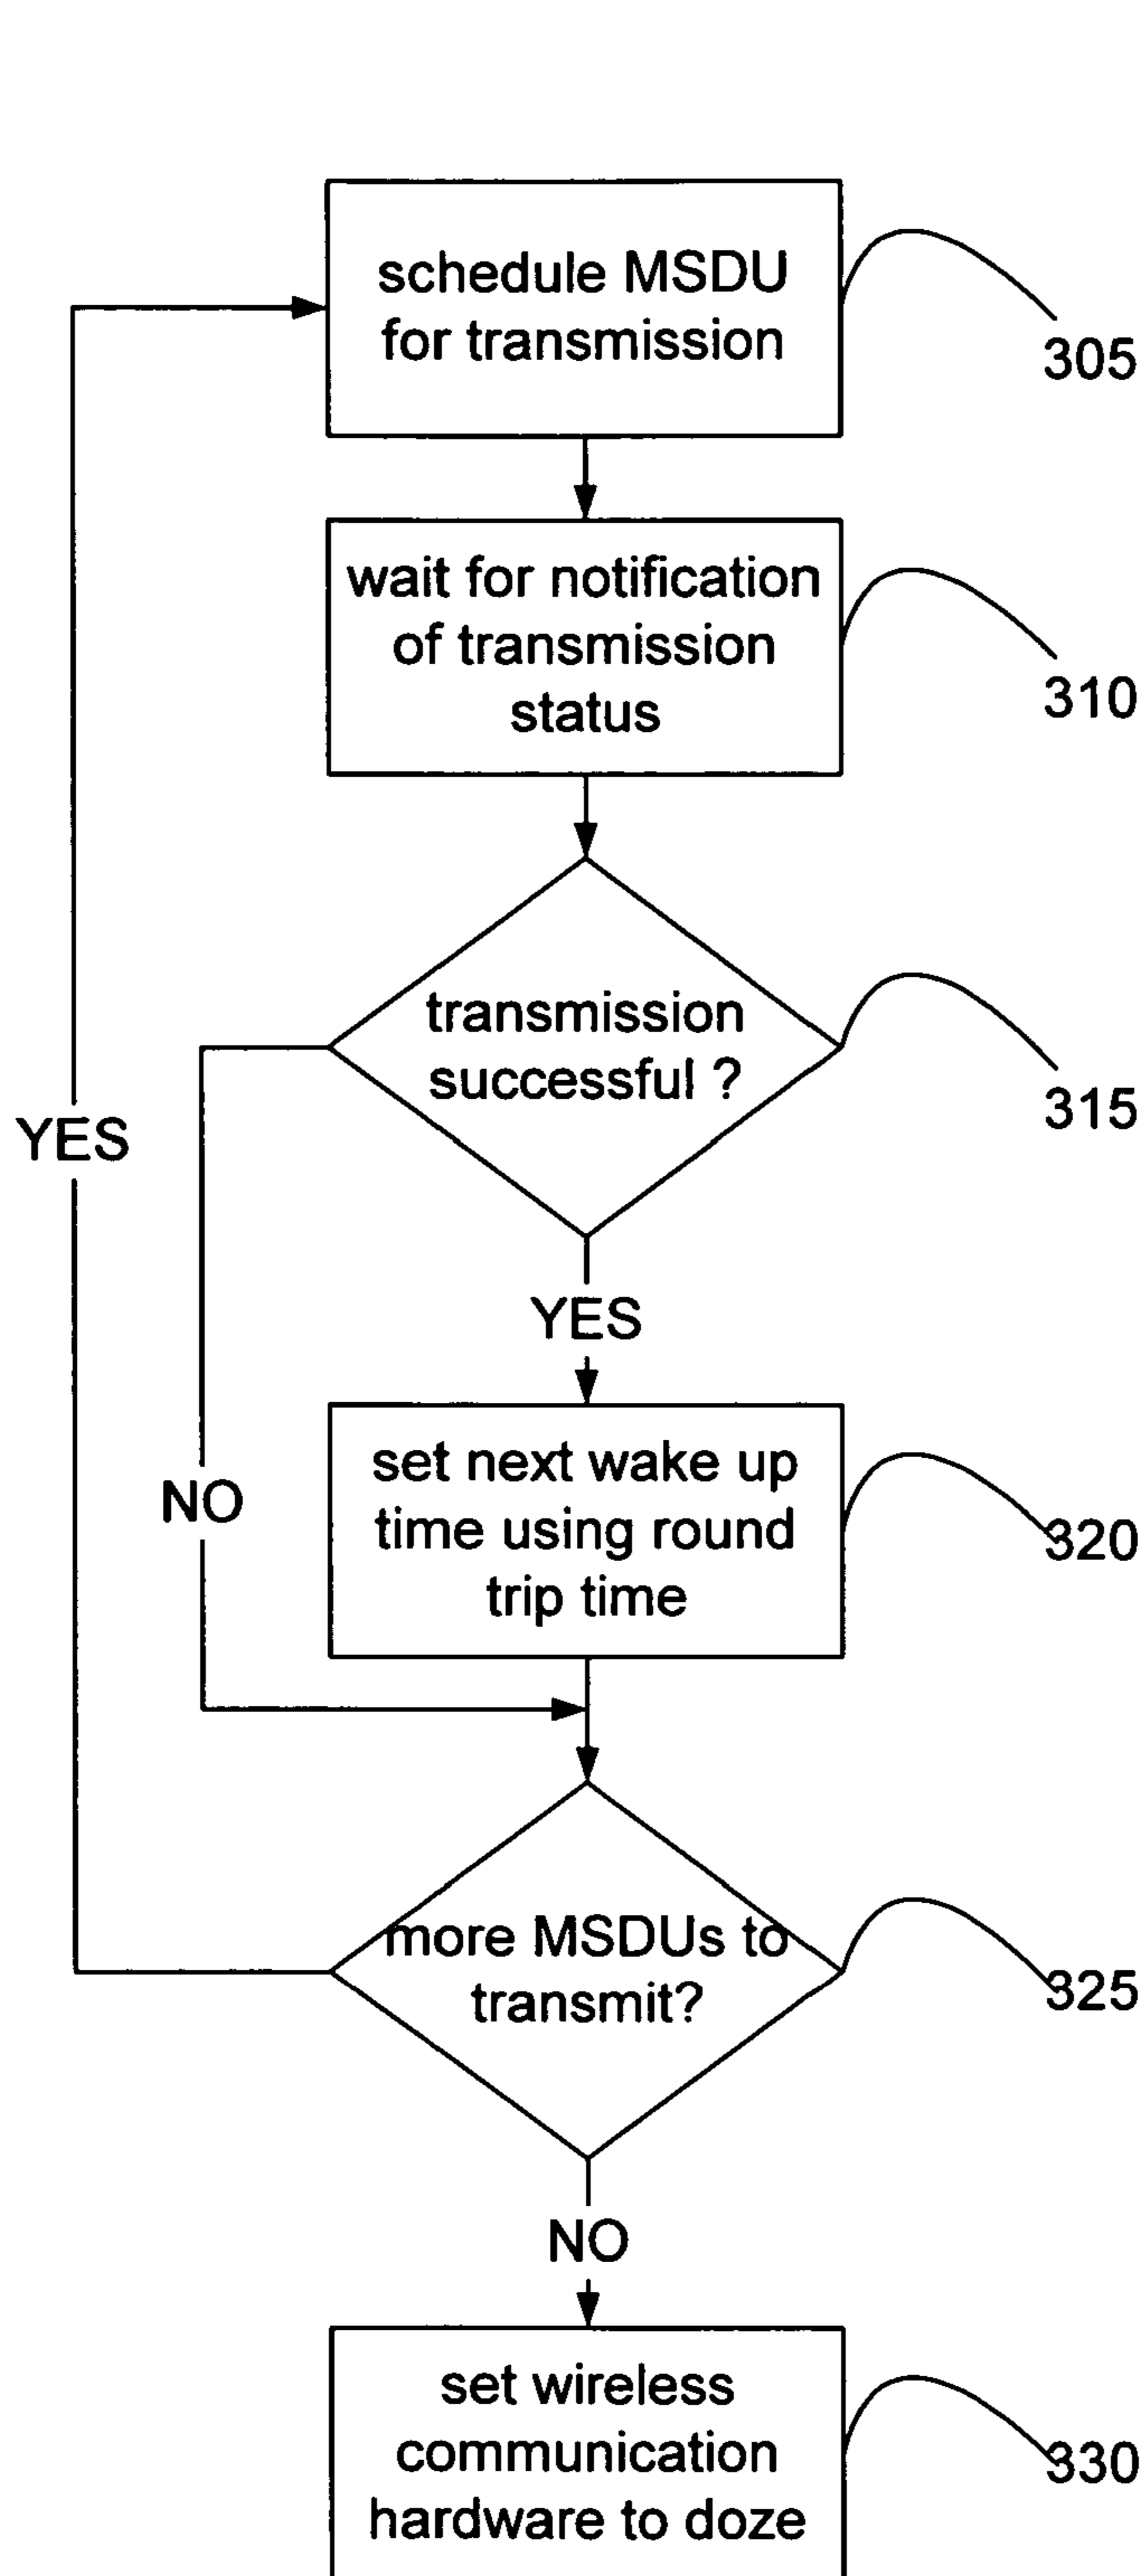 schedule MSDU
for transmission
305
wait for notification
of transmission
status
310
transmission
successful ?
315
YES
YES
set next wake up
time using round
trip time
320
NO
more MSDUs to
transmit?
325
NO
set wireless
communication
hardware to doze
330